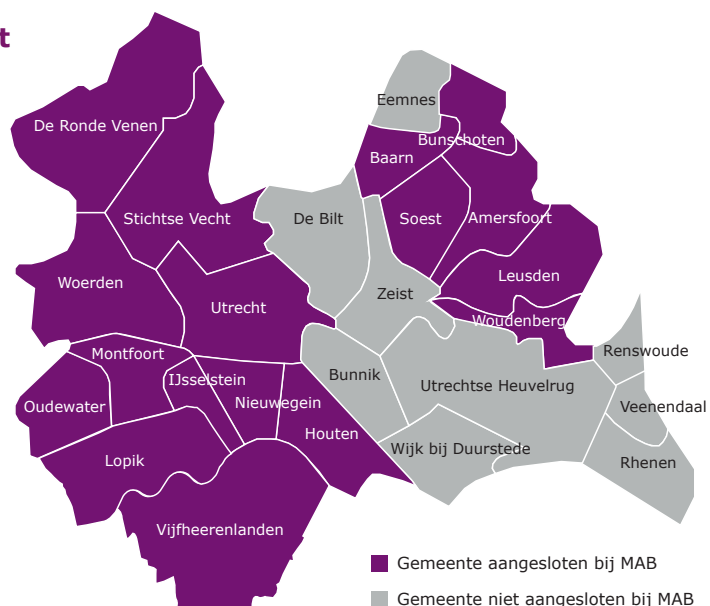 t
Eemnes
De Ronde Venen
Bunschoten
Baarn
Stichtse Vecht
De Bilt
Soest
Amersfoort
Leusden
Woerden
Zeist
Utrecht
Woudenberg
Montfoort
Renswoude
IJsselstein
Bunnik
Utrechtse Heuvelrug
Nieuwegein
Oudewater
Veenendaal
Houten
Wijk bij Duurstede
Lopik
Rhenen
Vijfheerenlanden
Gemeente aangesloten bij MAB
Gemeente niet aangesloten bij MAB